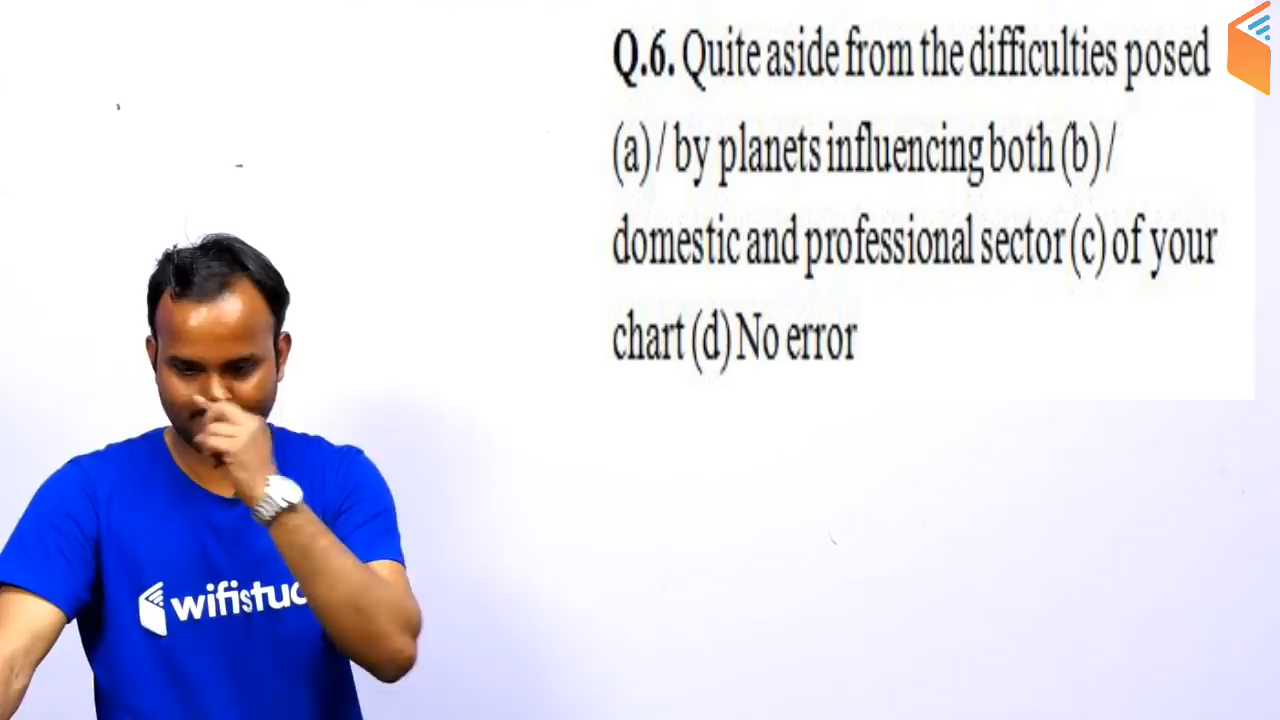 Q.6. Quite aside from the difficulties posed
(a) / by planets influencing both (b) /
domestic and professional sector (c) of your
chart (d) No error
wifistud